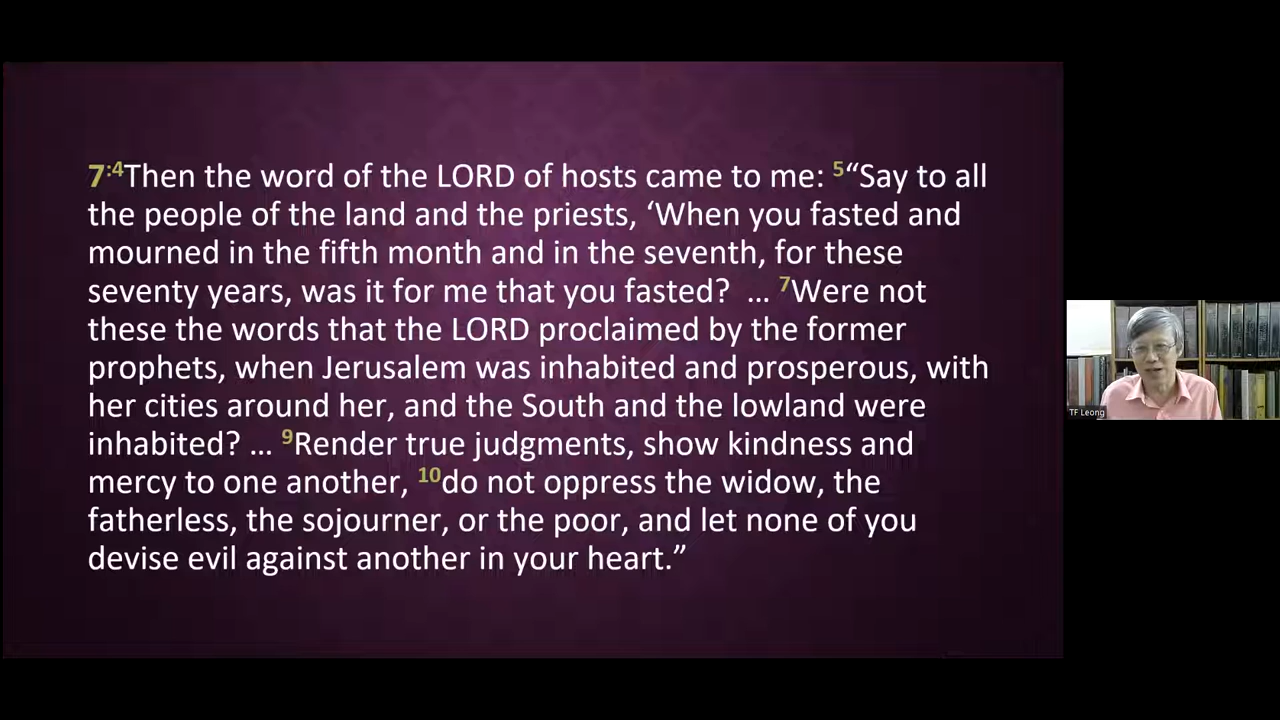 7:4Then the word of the LORD of hosts came to me: 5“Say to all
the people of the land and the priests, ‘When you fasted and
mourned in the fifth month and in the seventh, for these
seventy years, was it for me that you fasted? ... 7Were not
these the words that the LORD proclaimed by the former
prophets, when Jerusalem was inhabited and prosperous, with
her cities around her, and the South and the lowland were
inhabited? ... 9Render true judgments, show kindness and
mercy to one another, 10do not oppress the widow, the
fatherless, the sojourner, or the poor, and let none of you
devise evil against another in your heart.”
TF Leong